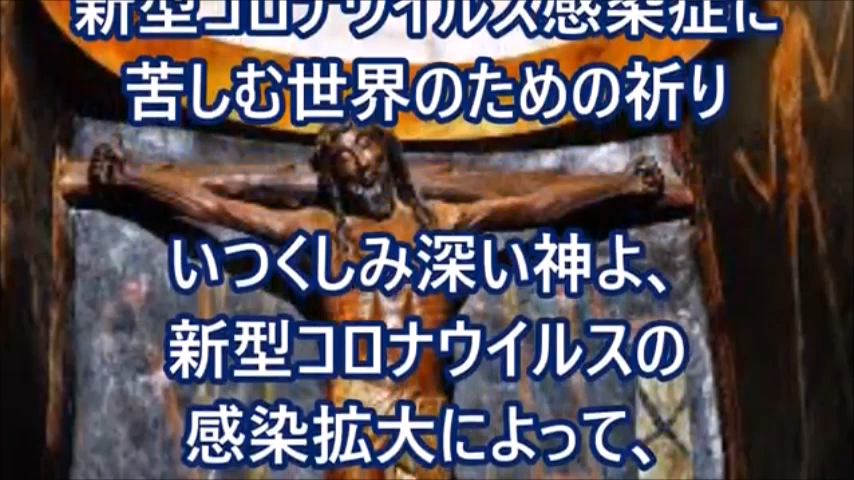 新型コロナウイルス感染症に
苦しむ世界のための祈り
いつくしみ深い神よ、
新型コロナウイルスの
感染拡大によって、